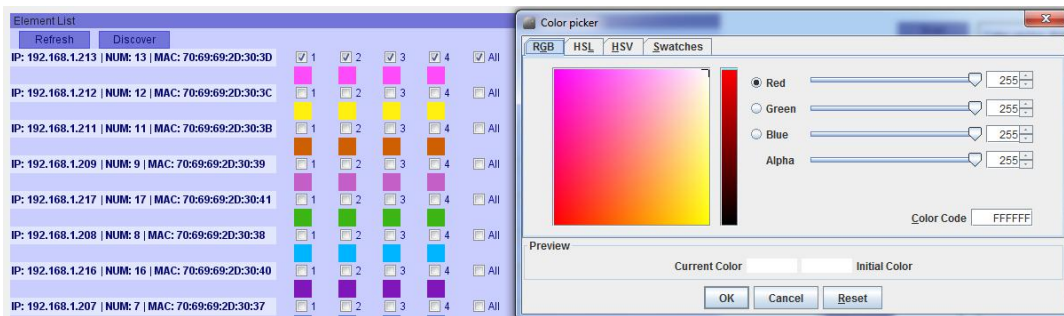 Element List
Refresh Discover
IP: 192.168.1.213 | NUM: 13 | MAC: 70:69:69:2D:30:3D 1 2 3 4 All
IP: 192.168.1.212 | NUM: 12 | MAC: 70:69:69:2D:30:3C 1 2 3 4 All
IP: 192.168.1.211 | NUM: 11 | MAC: 70:69:69:2D:30:3B 1 2 3 4 All
IP: 192.168.1.209 | NUM: 9 | MAC: 70:69:69:2D:30:39 1 2 3 4 All
IP: 192.168.1.217 | NUM: 17 | MAC: 70:69:69:2D:30:41 1 2 3 4 All
IP: 192.168.1.208 | NUM: 8 | MAC: 70:69:69:2D:30:38 1 2 3 4 All
IP: 192.168.1.216 | NUM: 16 | MAC: 70:69:69:2D:30:40 1 2 3 4 All
IP: 192.168.1.207 | NUM: 7 | MAC: 70:69:69:2D:30:37 1 2 3 4 All
Color picker
RGB HSL HSV Swatches
Red 255
Green 255
Blue 255
Alpha 255
Color Code FFFFFF
Preview
Current Color Initial Color
OK Cancel Reset